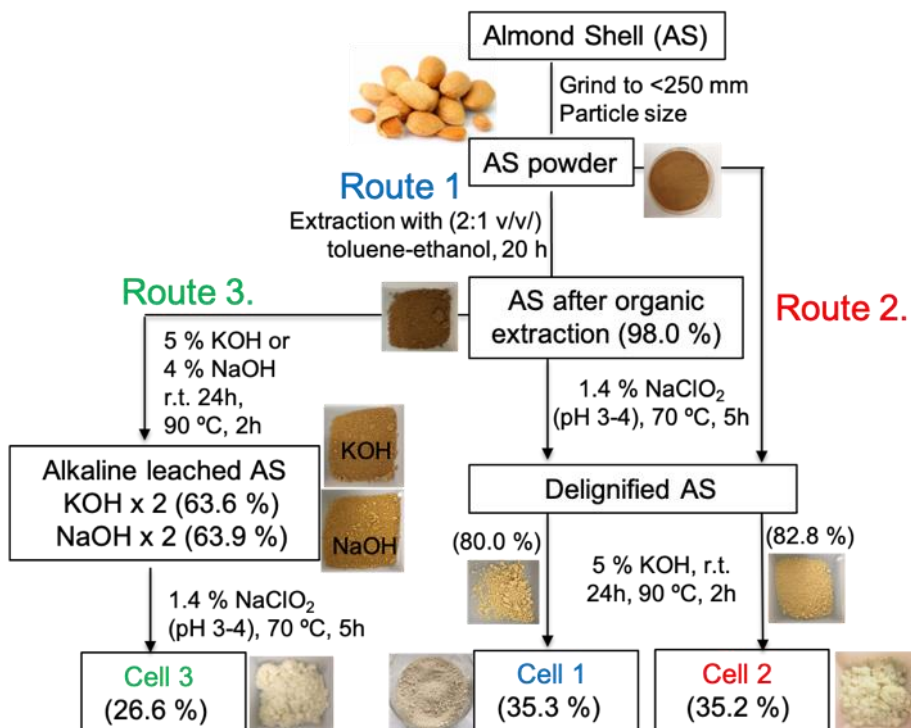 Almond Shell (AS)
Grind to <250 mm
Particle size
AS powder
Route 1
Extraction with (2:1 v/v/)
toluene-ethanol, 20 h
Route 3.
AS after organic
extraction (98.0 %)
Route 2.
5 % KOH or
4 % NaOH
r.t. 24h,
90 ºC, 2h
1.4 % NaClO₂
(pH 3-4), 70 ºC, 5h
KOH
Alkaline leached AS
KOH x 2 (63.6 %)
NaOH x 2 (63.9 %)
NaOH
Delignified AS
(80.0 %)
(82.8 %)
5 % KOH, r.t.
24h, 90 ºC, 2h
1.4 % NaClO₂
(pH 3-4), 70 ºC, 5h
Cell 3
(26.6 %)
Cell 1
(35.3 %)
Cell 2
(35.2 %)